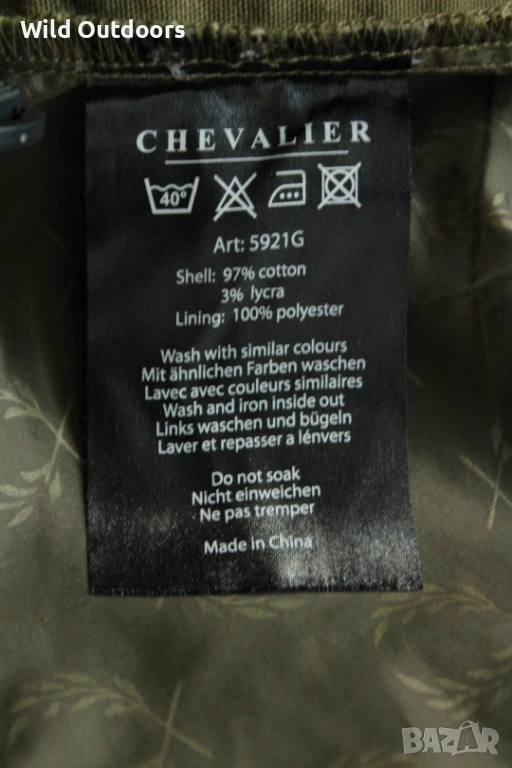 Wild Outdoors
CHEVALIER
40°
Art: 5921G
Shell: 97% cotton
3% lycra
Lining: 100% polyester
Wash with similar colours
Mit ähnlichen Farben waschen
Lavec avec couleurs similaires
Wash and iron inside out
Links waschen und bügeln
Laver et repasser a lénvers
Do not soak
Nicht einweichen
Ne pas tremper
Made in China
BAZAR